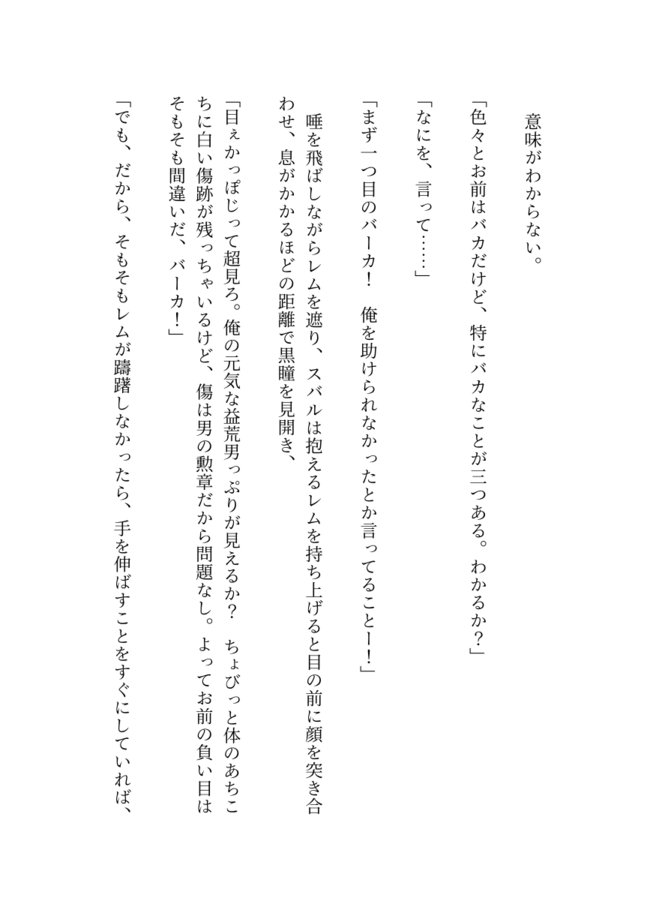 意味がわからない。
「色々とお前はバカだけど、特にバカなことが三つある。わかるか？」
「なにを、言って……」
「まず一つ目のバーカ！　俺を助けられなかったとか言ってることー！」
唾を飛ばしながらレムを遮り、スバルは抱えるレムを持ち上げると目の前に顔を突き合
わせ、息がかかるほどの距離で黒瞳を見開き、
「目ぇかっぽじって超見ろ。俺の元気な益荒男っぷりが見えるか？　ちょびっと体のあちこ
ちに白い傷跡が残っちゃいるけど、傷は男の勲章だから問題なし。よってお前の負い目は
そもそも間違いだ、バーカ！」
「でも、だから、そもそもレムが躊躇しなかったら、手を伸ばすことをすぐにしていれば、